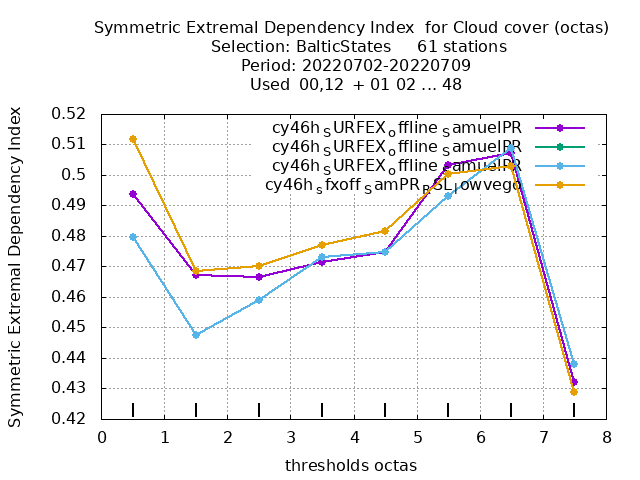 Symmetric Extremal Dependency Index for Cloud cover (octas)
Selection: BalticStates 61 stations
Period: 20220702-20220709
Used 00,12 + 01 02 ... 48
Symmetric Extremal Dependency Index
0.52
0.51
0.5
0.49
0.48
0.47
0.46
0.45
0.44
0.43
0.42
cy46h_SURFEX_offline_SamuelPR
cy46h_SURFEX_offline_SamuelPR
cy46h_SURFEX_offline_SamuelPR
cy46h_sfxoff_SamPR_RSL_lowveg0
0 1 2 3 4 5 6 7 8
thresholds octas